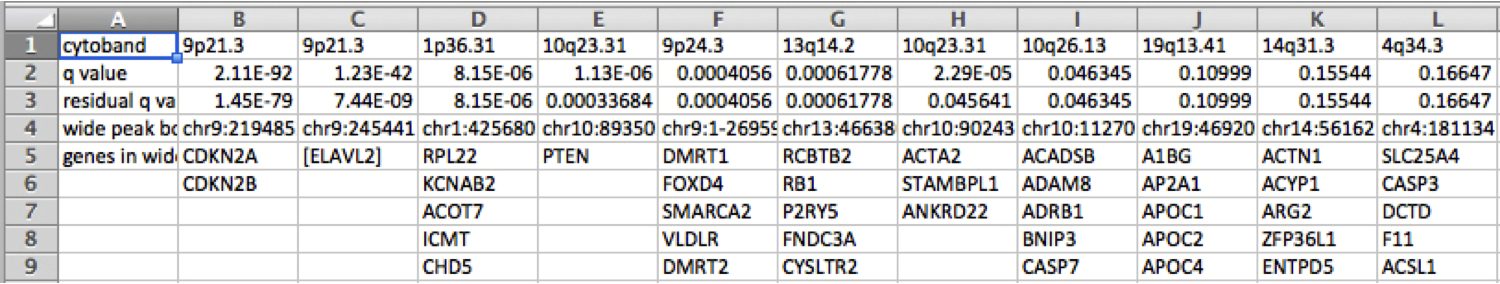 A B C D E F G H I J K L
1 cytoband 9p21.3 9p21.3 1p36.31 10q23.31 9p24.3 13q14.2 10q23.31 10q26.13 19q13.41 14q31.3 4q34.3
2 q value 2.11E-92 1.23E-42 8.15E-06 1.13E-06 0.0004056 0.00061778 2.29E-05 0.046345 0.10999 0.15544 0.16647
3 residual q va 1.45E-79 7.44E-09 8.15E-06 0.00033684 0.0004056 0.00061778 0.045641 0.046345 0.10999 0.15544 0.16647
4 wide peak bo chr9:219485 chr9:245441 chr1:425680 chr10:89350 chr9:1-26959 chr13:46638 chr10:90243 chr10:11270 chr19:46920 chr14:56162 chr4:181134
5 genes in wid CDKN2A [ELAVL2] RPL22 PTEN DMRT1 RCBTB2 ACTA2 ACADSB A1BG ACTN1 SLC25A4
6 CDKN2B KCNAB2 FOXD4 RB1 STAMBPL1 ADAM8 AP2A1 ACYP1 CASP3
7 ACOT7 SMARCA2 P2RY5 ANKRD22 ADRB1 APOC1 ARG2 DCTD
8 ICMT VLDLR FNDC3A BNIP3 APOC2 ZFP36L1 F11
9 CHD5 DMRT2 CYSLTR2 CASP7 APOC4 ENTPD5 ACSL1